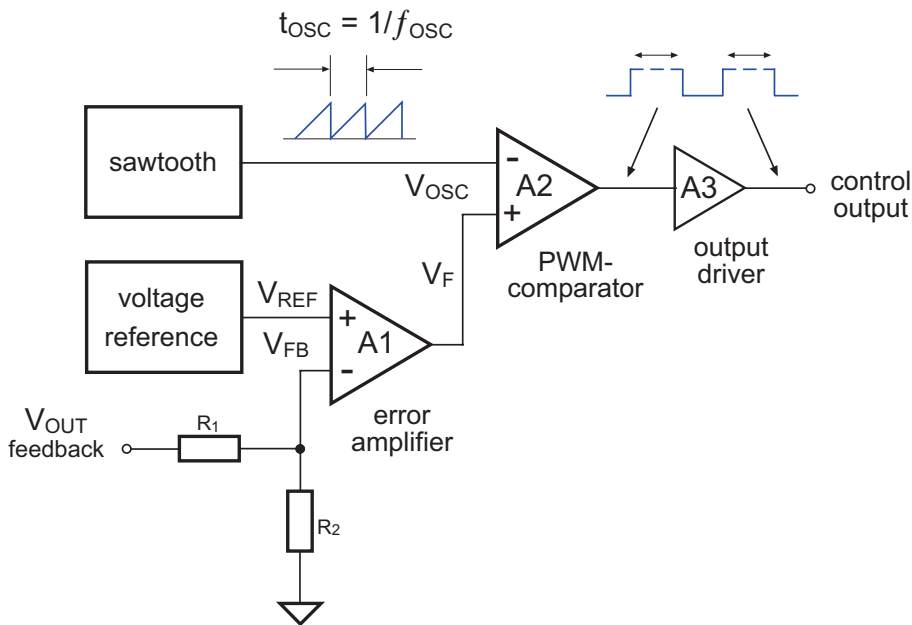 tOSC = 1/fOSC
sawtooth
VOSC
-
A2
+
A3
control
output
PWM-
comparator
output
driver
VF
voltage
reference
VREF
VFB
+
A1
-
error
amplifier
VOUT
feedback
R1
R2